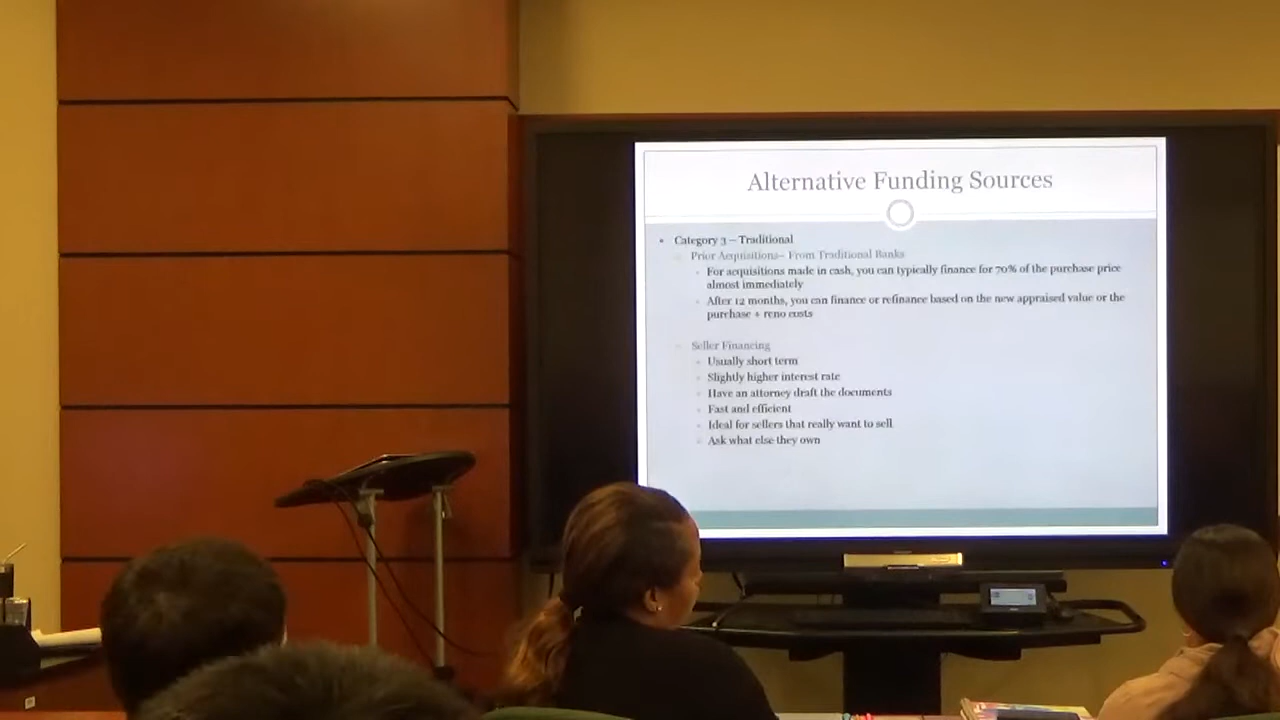 Alternative Funding Sources
Category 3 – Traditional
Prior Acquisitions– From Traditional Banks
For acquisitions made in cash, you can typically finance for 70% of the purchase price
almost immediately
After 12 months, you can finance or refinance based on the new appraised value or the
purchase + reno costs
Seller Financing
Usually short term
Slightly higher interest rate
Have an attorney draft the documents
Fast and efficient
Ideal for sellers that really want to sell
Ask what else they own